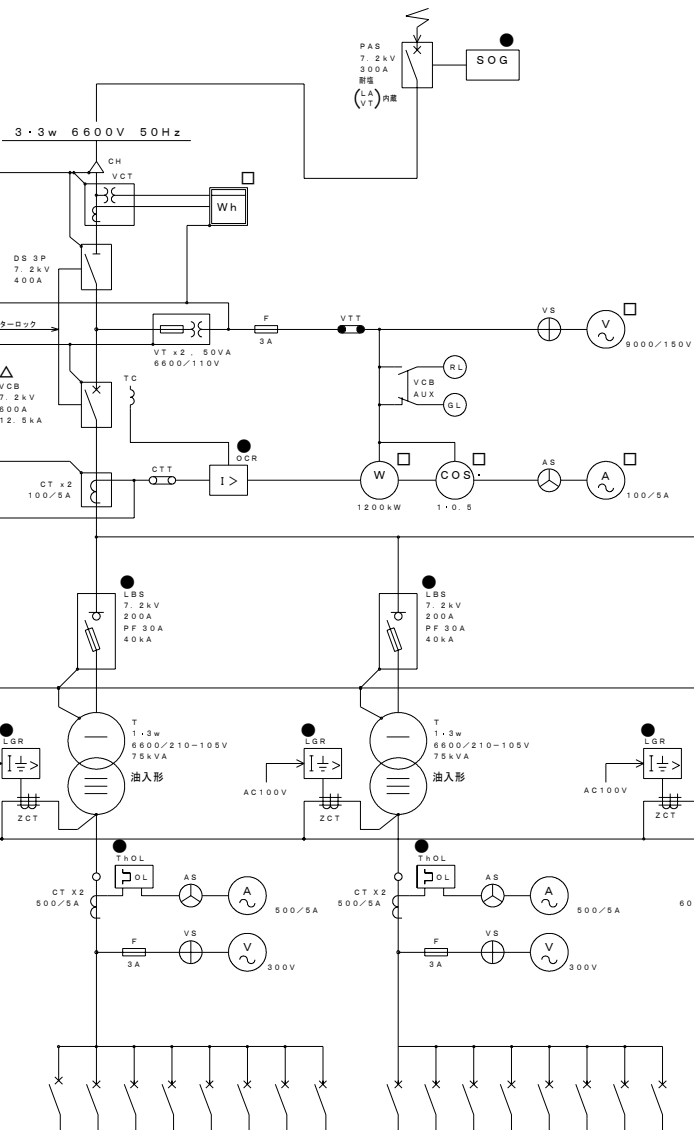 PAS
7.2kV
300A
耐塩
(LA
VT)内蔵
SOG
3・3w 6600V 50Hz
CH
VCT
Wh
DS 3P
7.2kV
400A
ターロック
VT x2, 50VA
6600/110V
F
3A
VTT
VS
V
9000/150V
RL
VCB
AUX
GL
VCB
7.2kV
600A
12.5kA
TC
OCR
I>
CT x2
100/5A
CTT
W
1200kW
COS
1・0.5
AS
A
100/5A
LBS
7.2kV
200A
PF 30A
40kA
LBS
7.2kV
200A
PF 30A
40kA
T
1・3w
6600/210-105V
75kVA
油入形
T
1・3w
6600/210-105V
75kVA
油入形
LGR
I>
ZCT
LGR
I>
AC100V
ZCT
LGR
I>
AC100V
ZCT
ThOL
OL
CT X2
500/5A
AS
A
500/5A
F
3A
VS
V
300V
ThOL
OL
CT X2
500/5A
AS
A
500/5A
60
F
3A
VS
V
300V